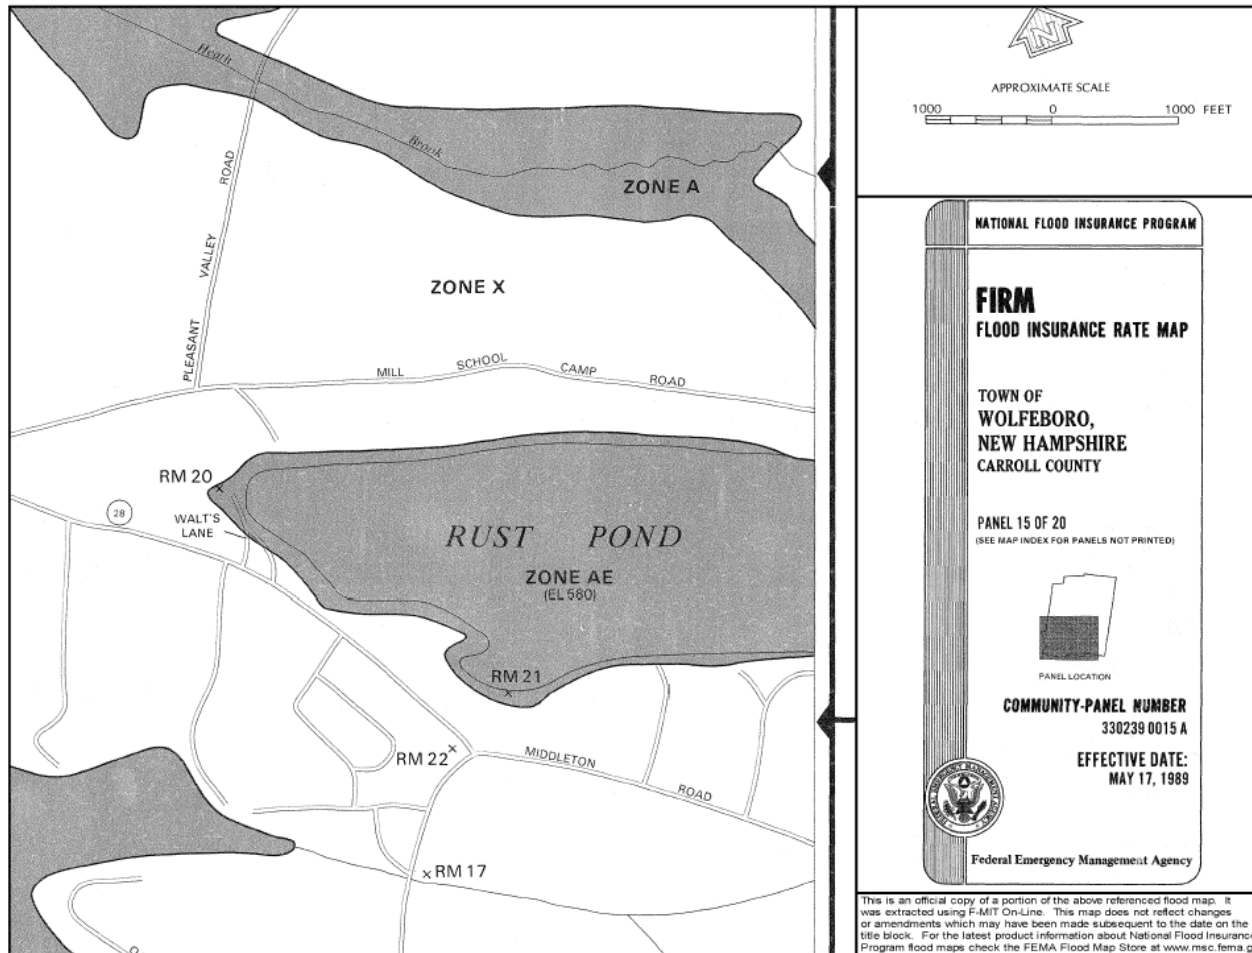 Heath
Brook
ZONE A
ROAD
VALLEY
PLEASANT
ZONE X
MILL SCHOOL CAMP ROAD
RM 20
28
WALT'S
LANE
RUST POND
ZONE AE
(EL 580)
RM 21
RM 22
MIDDLETON
ROAD
RM 17
N
APPROXIMATE SCALE
1000 0 1000 FEET
NATIONAL FLOOD INSURANCE PROGRAM
FIRM
FLOOD INSURANCE RATE MAP
TOWN OF
WOLFEBORO,
NEW HAMPSHIRE
CARROLL COUNTY
PANEL 15 OF 20
(SEE MAP INDEX FOR PANELS NOT PRINTED)
PANEL LOCATION
COMMUNITY-PANEL NUMBER
330239 0015 A
EFFECTIVE DATE:
MAY 17, 1989
FEDERAL EMERGENCY MANAGEMENT AGENCY
Federal Emergency Management Agency
This is an official copy of a portion of the above referenced flood map. It
was extracted using F-MIT On-Line. This map does not reflect changes
or amendments which may have been made subsequent to the date on the
title block. For the latest product information about National Flood Insurance
Program flood maps check the FEMA Flood Map Store at www.msc.fema.g